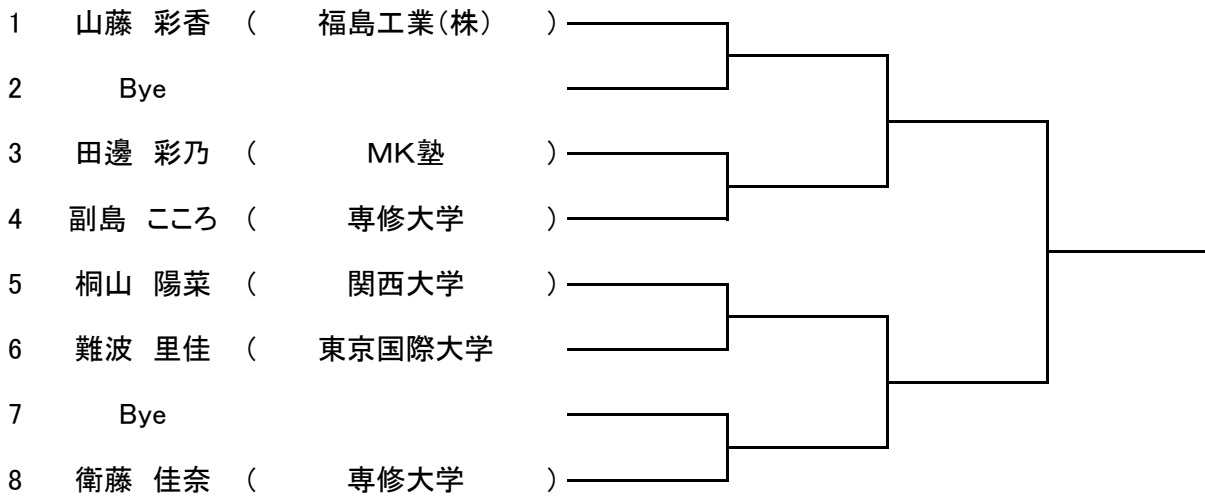 1 山藤 彩香 ( 福島工業(株) )
2 Bye
3 田邊 彩乃 ( MK塾 )
4 副島 こころ ( 専修大学 )
5 桐山 陽菜 ( 関西大学 )
6 難波 里佳 ( 東京国際大学
7 Bye
8 衛藤 佳奈 ( 専修大学 )